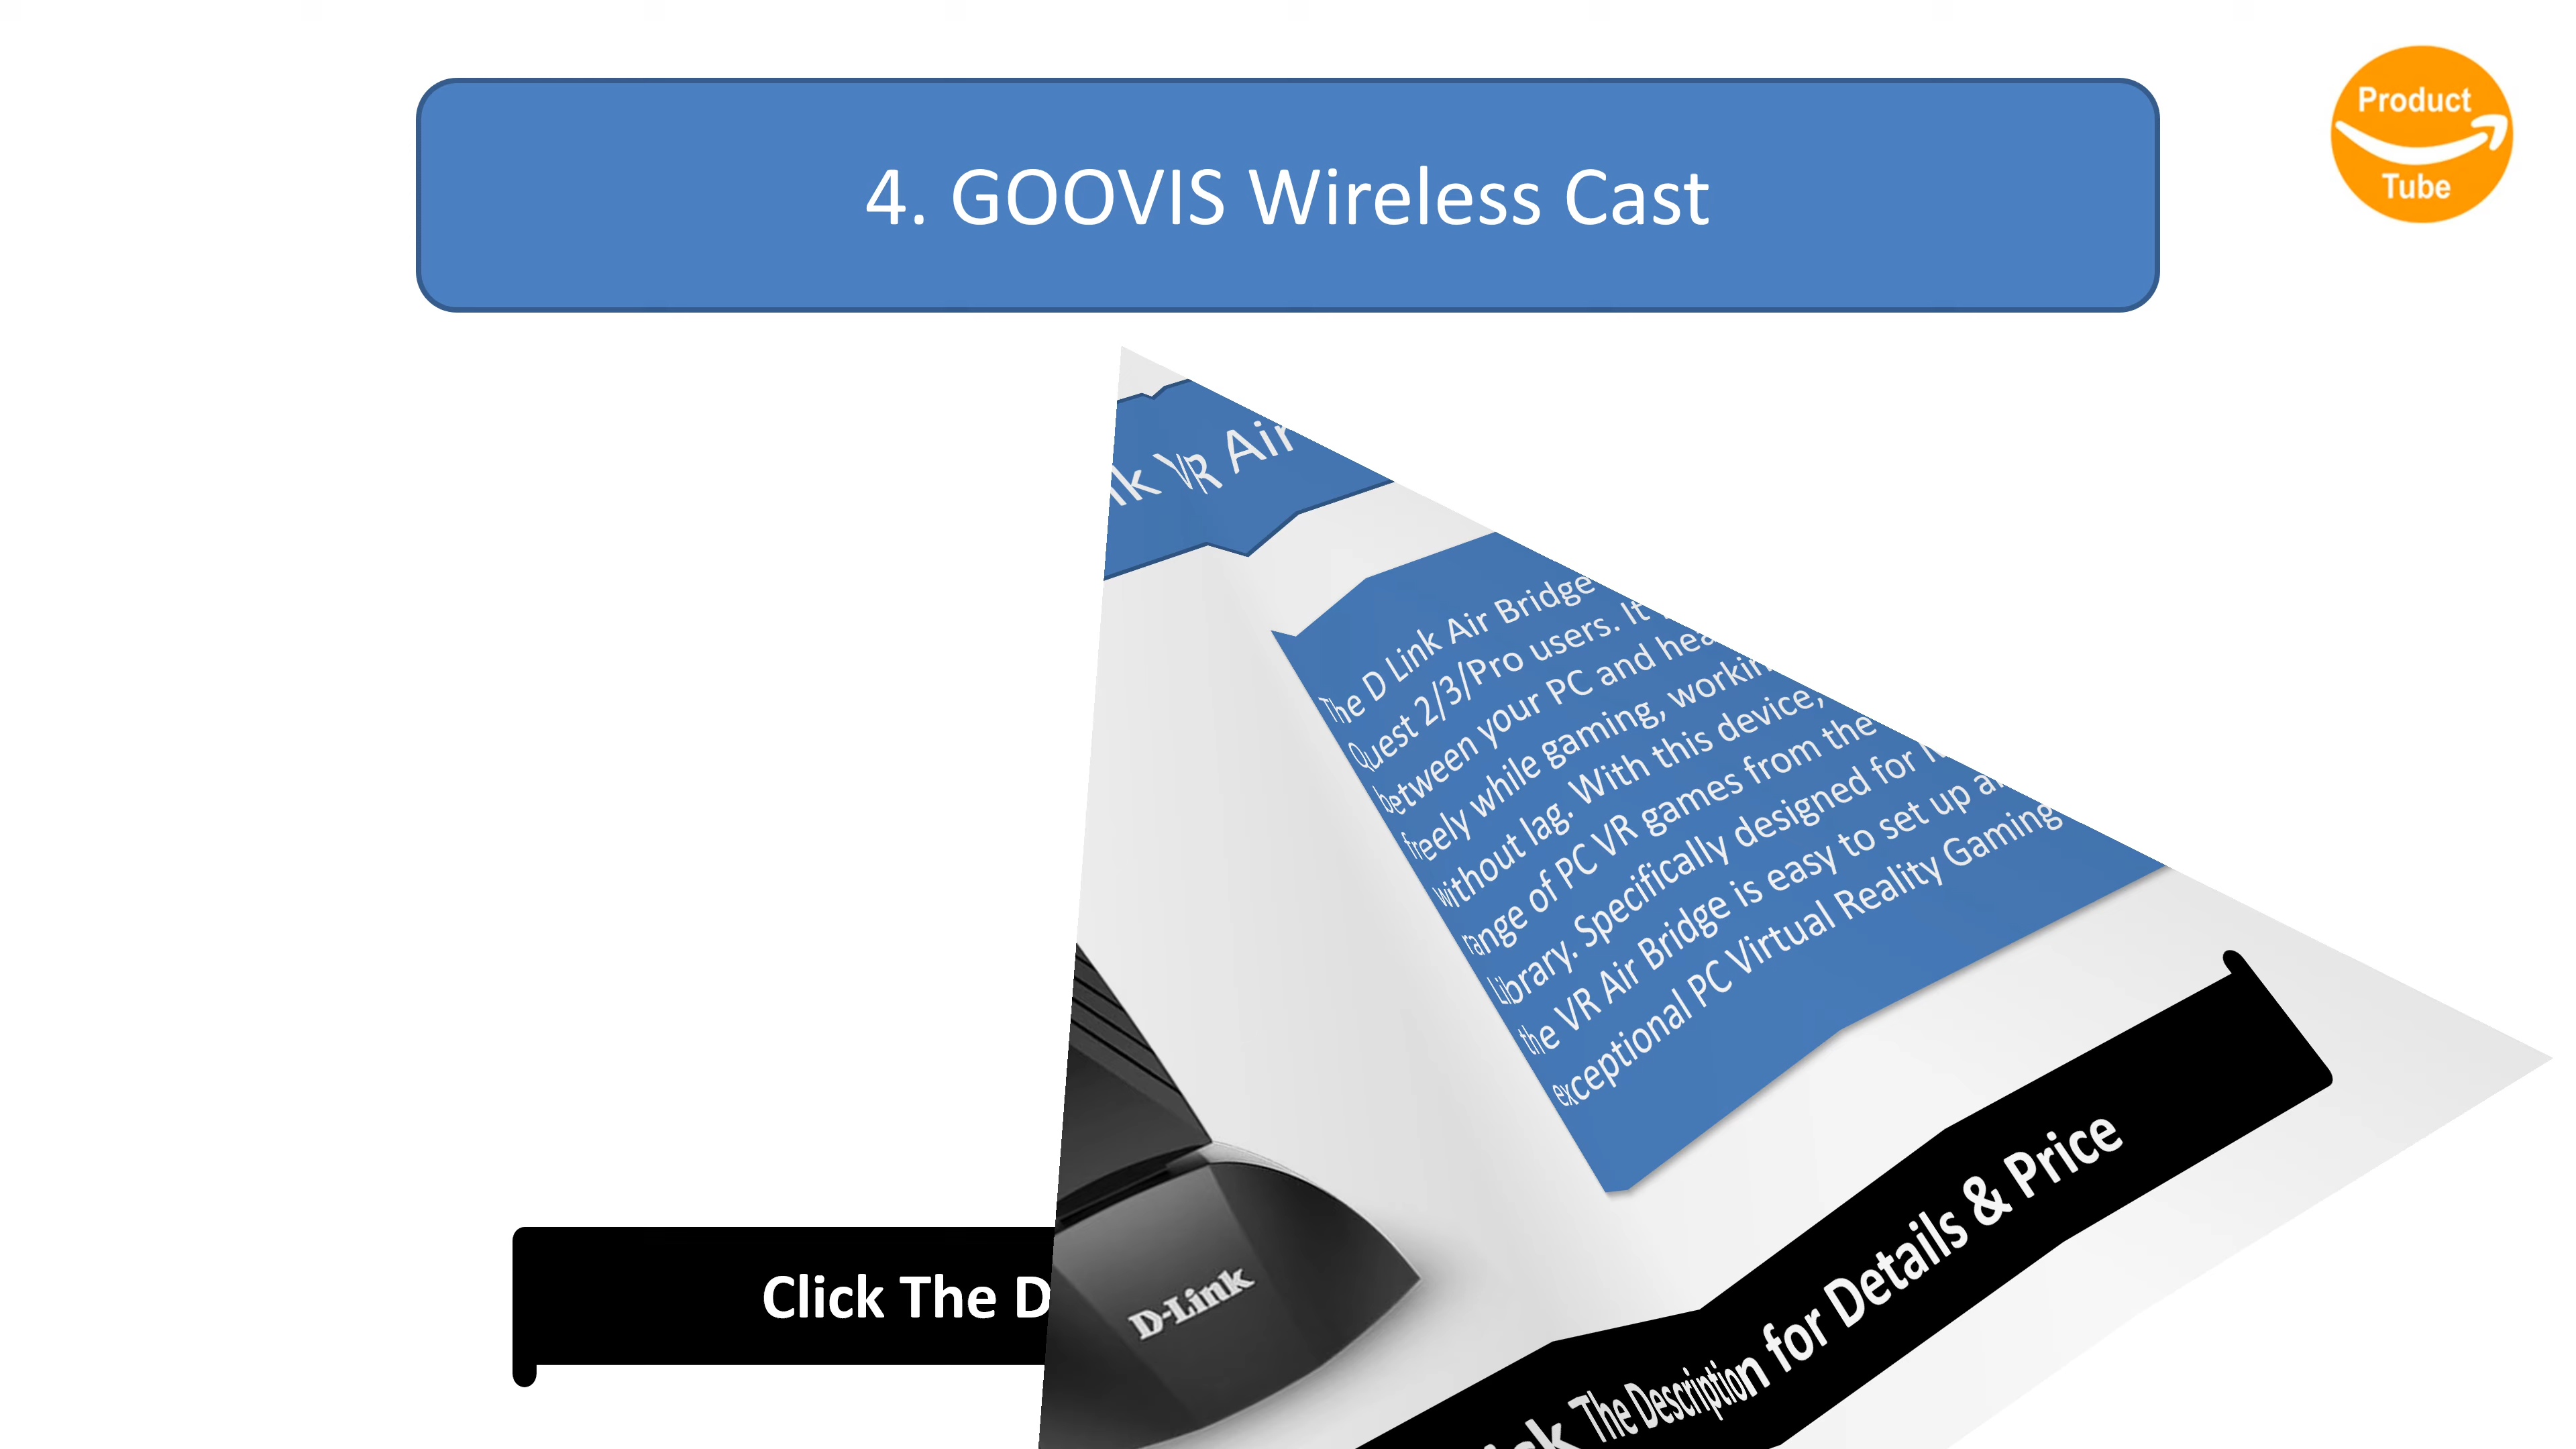 4. GOOVIS Wireless Cast
Product
Tube
VR Air
The D Link Air Bridge
Quest 2/3/Pro users. It
between your PC and
freely while gaming,
without lag. With this device,
range of PC VR games from the
Library. Specifically designed for
the VR Air Bridge is easy to set up
exceptional PC Virtual Reality Gaming
D-Link
Click The
The Description for Details & Price